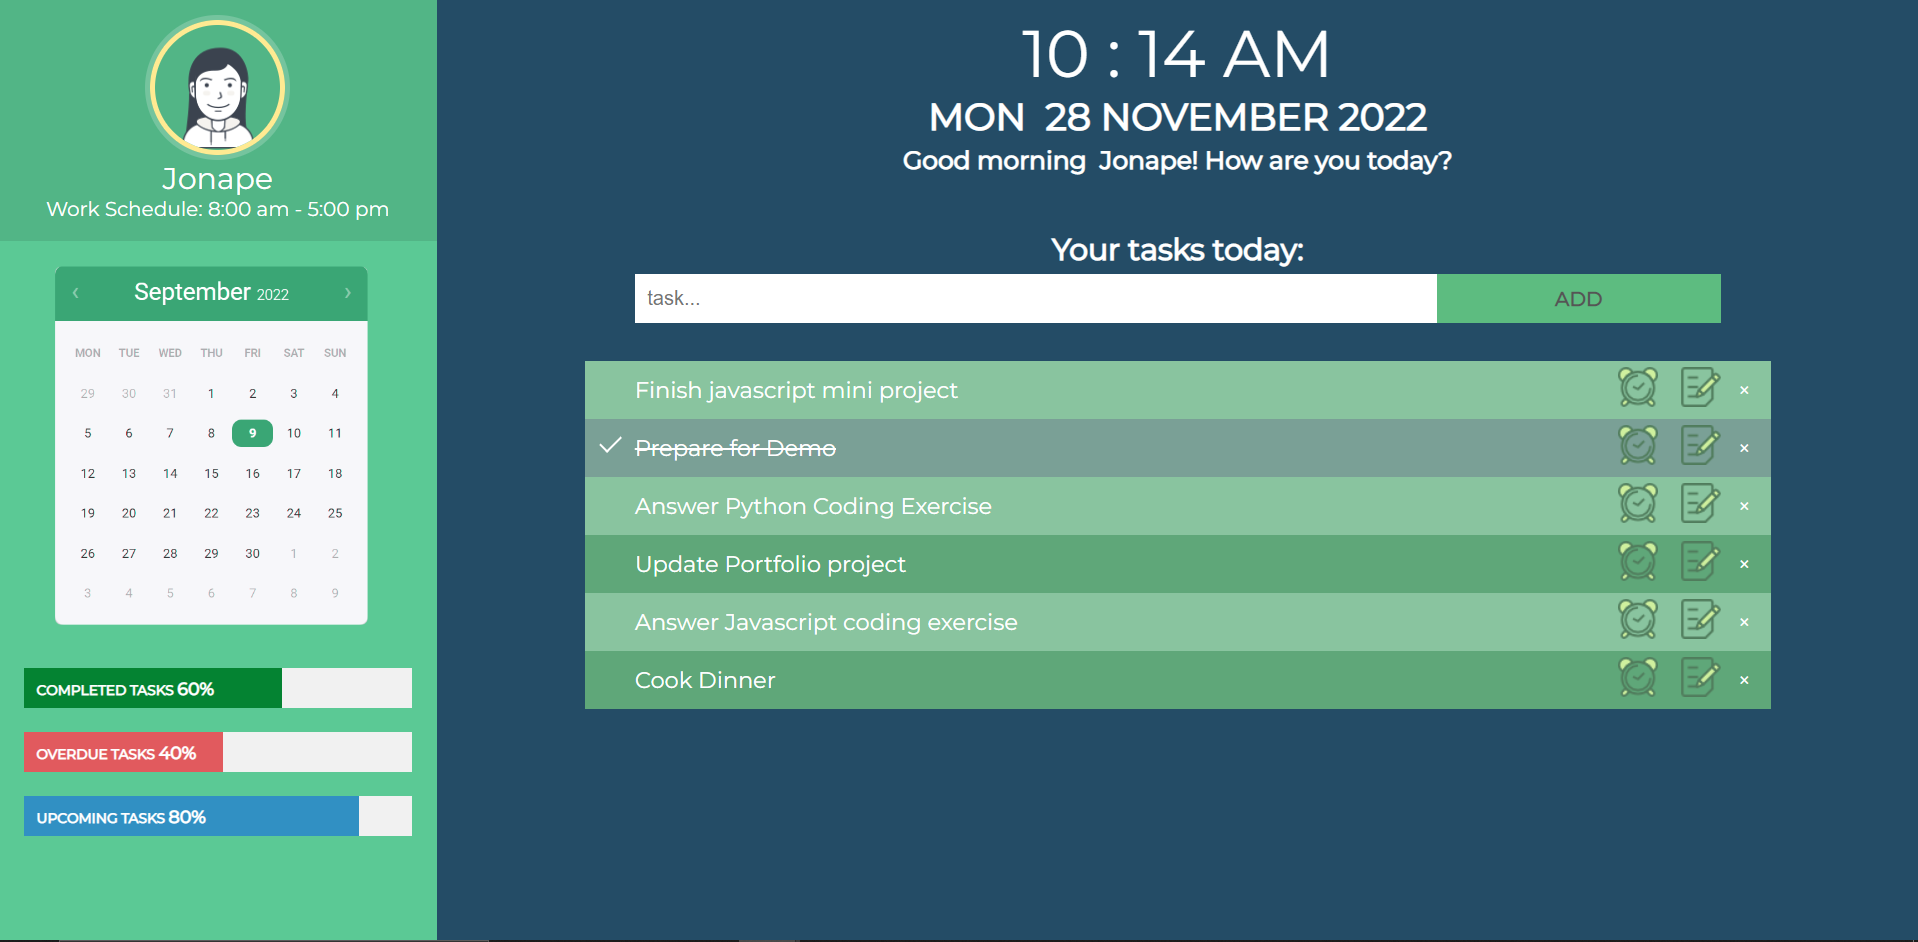 Jonape
Work Schedule: 8:00 am - 5:00 pm
‹ September 2022 ›
MON TUE WED THU FRI SAT SUN
29 30 31 1 2 3 4
5 6 7 8 9 10 11
12 13 14 15 16 17 18
19 20 21 22 23 24 25
26 27 28 29 30 1 2
3 4 5 6 7 8 9
COMPLETED TASKS 60%
OVERDUE TASKS 40%
UPCOMING TASKS 80%
10 : 14 AM
MON 28 NOVEMBER 2022
Good morning Jonape! How are you today?
Your tasks today:
task... ADD
Finish javascript mini project ×
Prepare for Demo ×
Answer Python Coding Exercise ×
Update Portfolio project ×
Answer Javascript coding exercise ×
Cook Dinner ×